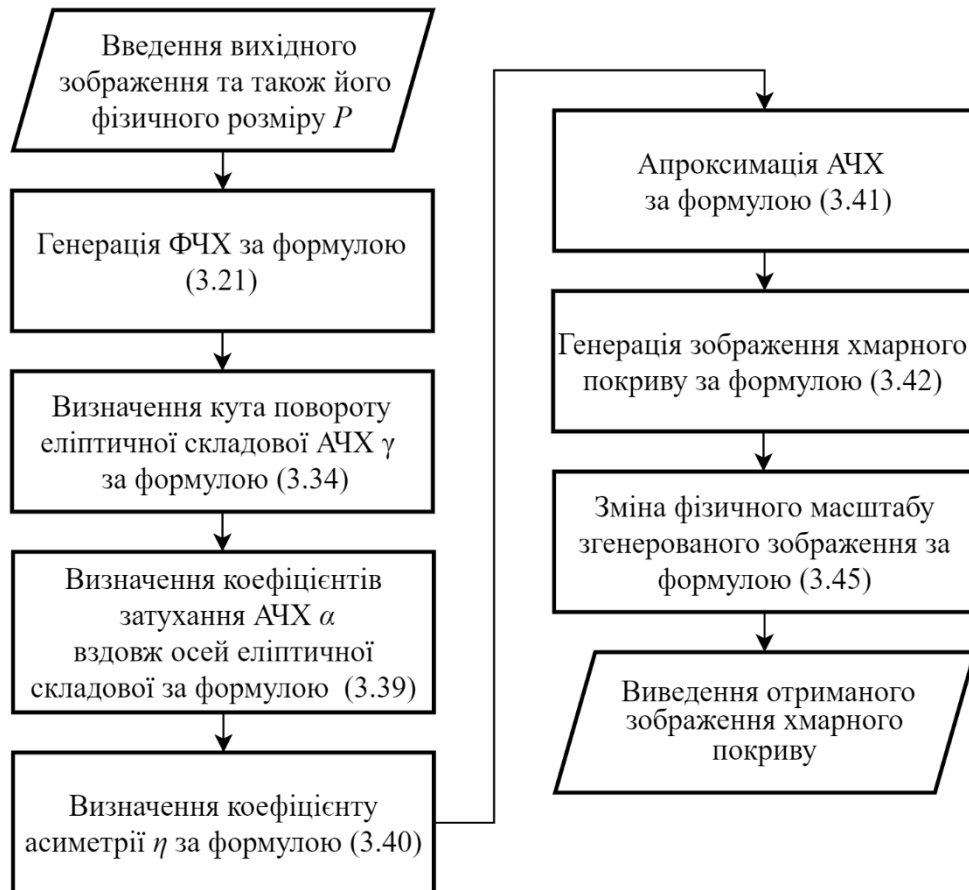 Введення вихідного
зображення та також його
фізичного розміру P
Генерація ФЧХ за формулою
(3.21)
Визначення кута повороту
еліптичної складової АЧХ γ
за формулою (3.34)
Визначення коефіцієнтів
затухання АЧХ α
вздовж осей еліптичної
складової за формулою (3.39)
Визначення коефіцієнту
асиметрії η за формулою (3.40)
Апроксимація АЧХ
за формулою (3.41)
Генерація зображення хмарного
покриву за формулою (3.42)
Зміна фізичного масштабу
згенерованого зображення за
формулою (3.45)
Виведення отриманого
зображення хмарного
покриву